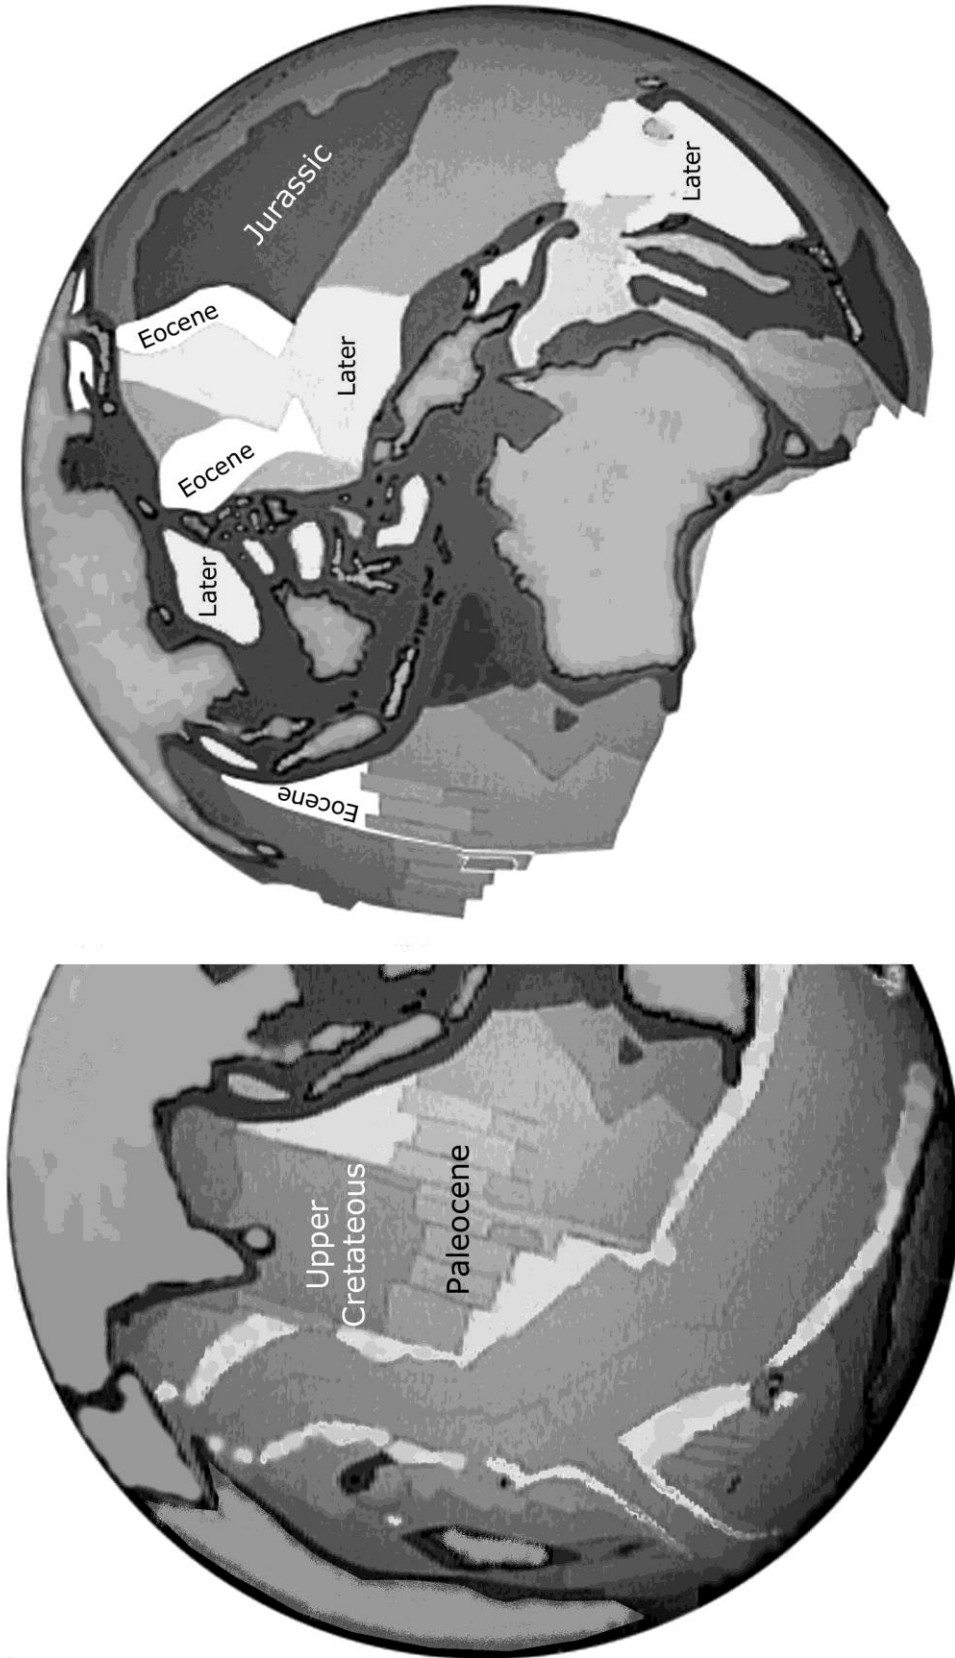 Jurassic
Later
Eocene
Later
Eocene
Later
Eocene
Upper
Cretateous
Paleocene